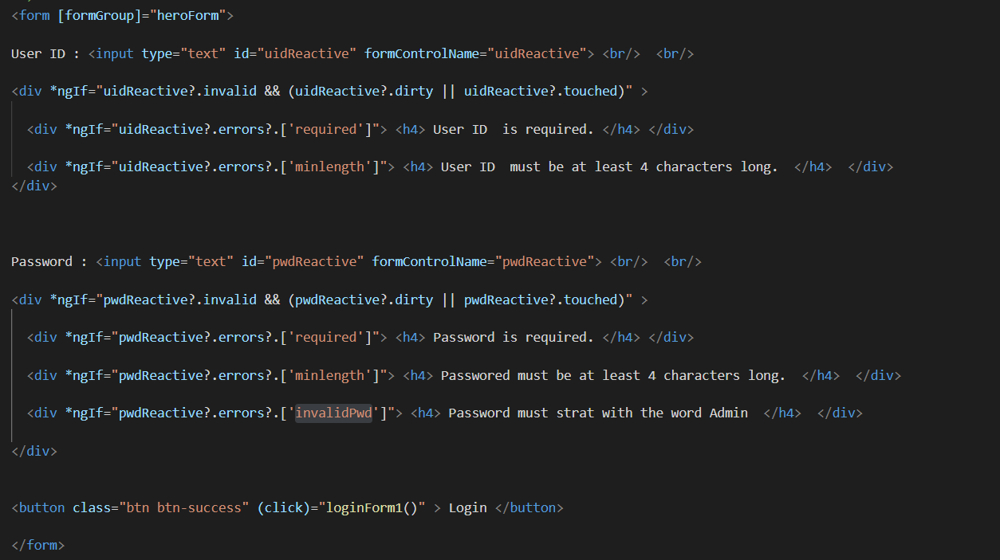 <form [formGroup]="heroForm">
User ID : <input type="text" id="uidReactive" formControlName="uidReactive"> <br/>  <br/>
<div *ngIf="uidReactive?.invalid && (uidReactive?.dirty || uidReactive?.touched)" >
<div *ngIf="uidReactive?.errors?.['required']"> <h4> User ID  is required. </h4> </div>
<div *ngIf="uidReactive?.errors?.['minlength']"> <h4> User ID  must be at least 4 characters long.  </h4>  </div>
</div>
Password : <input type="text" id="pwdReactive" formControlName="pwdReactive"> <br/>  <br/>
<div *ngIf="pwdReactive?.invalid && (pwdReactive?.dirty || pwdReactive?.touched)" >
<div *ngIf="pwdReactive?.errors?.['required']"> <h4> Password is required. </h4> </div>
<div *ngIf="pwdReactive?.errors?.['minlength']"> <h4> Passwored must be at least 4 characters long.  </h4>  </div>
<div *ngIf="pwdReactive?.errors?.['invalidPwd']"> <h4> Password must strat with the word Admin  </h4>  </div>
</div>
<button class="btn btn-success" (click)="loginForm1()" > Login </button>
</form>